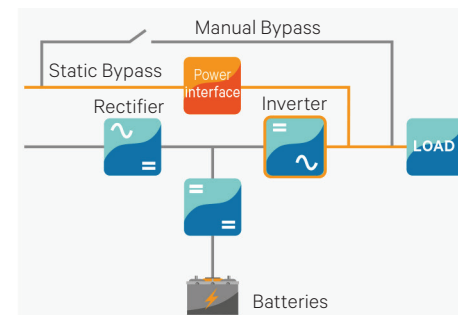 Manual Bypass
Static Bypass
Power
interface
Rectifier
Inverter
LOAD
Batteries